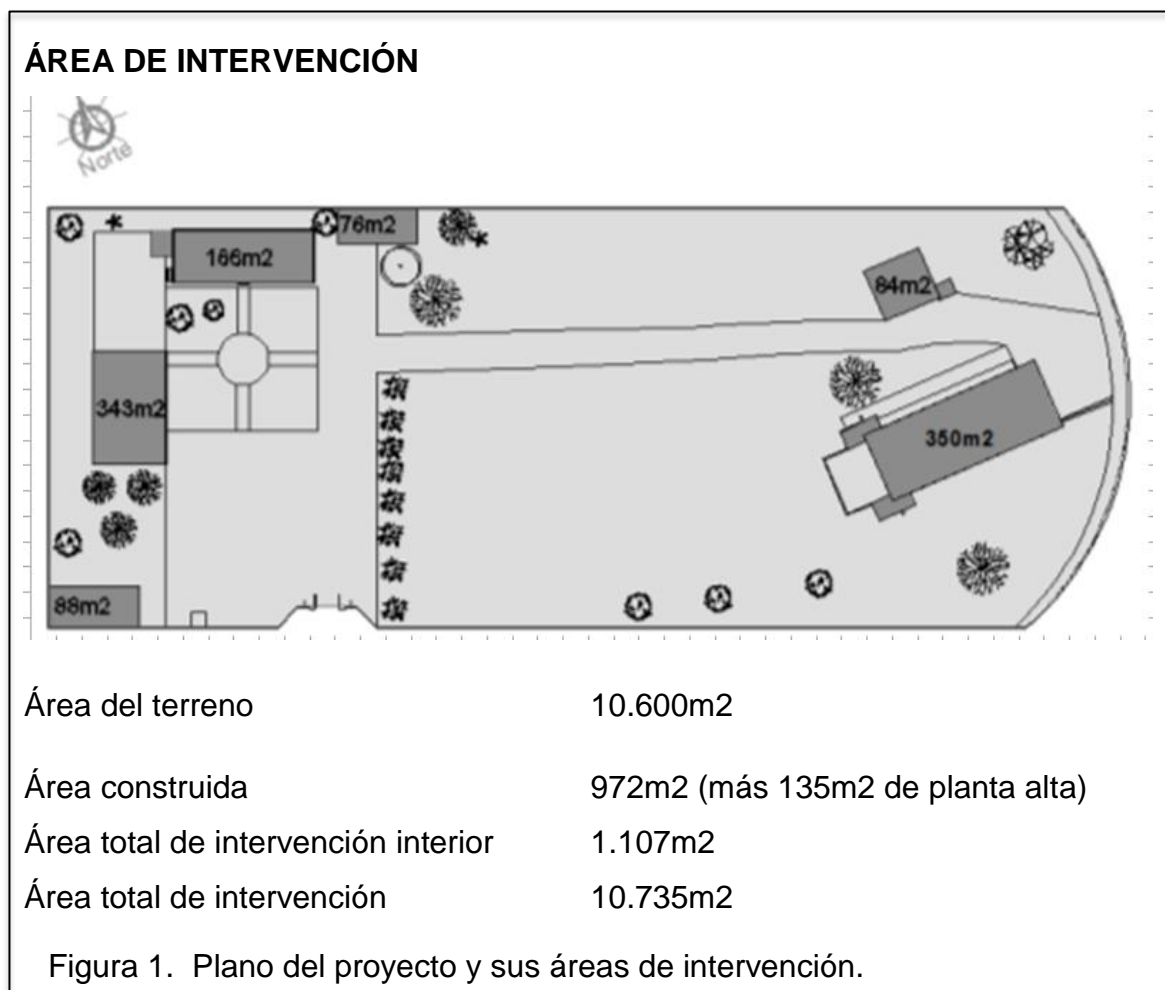 ÁREA DE INTERVENCIÓN
Norte
76m2
166m2
84m2
343m2
350m2
88m2
Área del terreno 10.600m2
Área construida 972m2 (más 135m2 de planta alta)
Área total de intervención interior 1.107m2
Área total de intervención 10.735m2
Figura 1. Plano del proyecto y sus áreas de intervención.